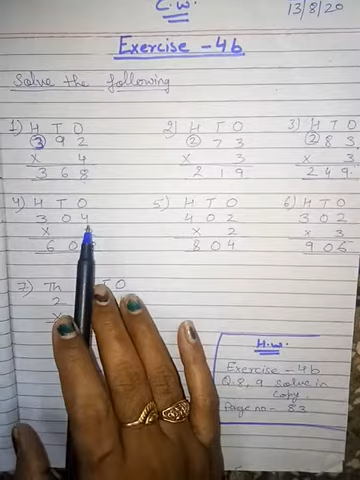 C.W. 13/8/20
Exercise - 4b
Solve the following
1) H T O 2) H T O 3) H T O
③ 9 2 ② 7 3 ② 8 3
x 4 x 3 x 3
3 6 8 2 1 9 2 4 9
4) H T O 5) H T O 6) H T O
3 0 4 4 0 2 3 0 2
x x 2 x 3
6 0 8 0 4 9 0 6
7) Th T O
2
x
H.W.
Exercise - 4b
Q.8, 9 solve in
copy
Page no - 83